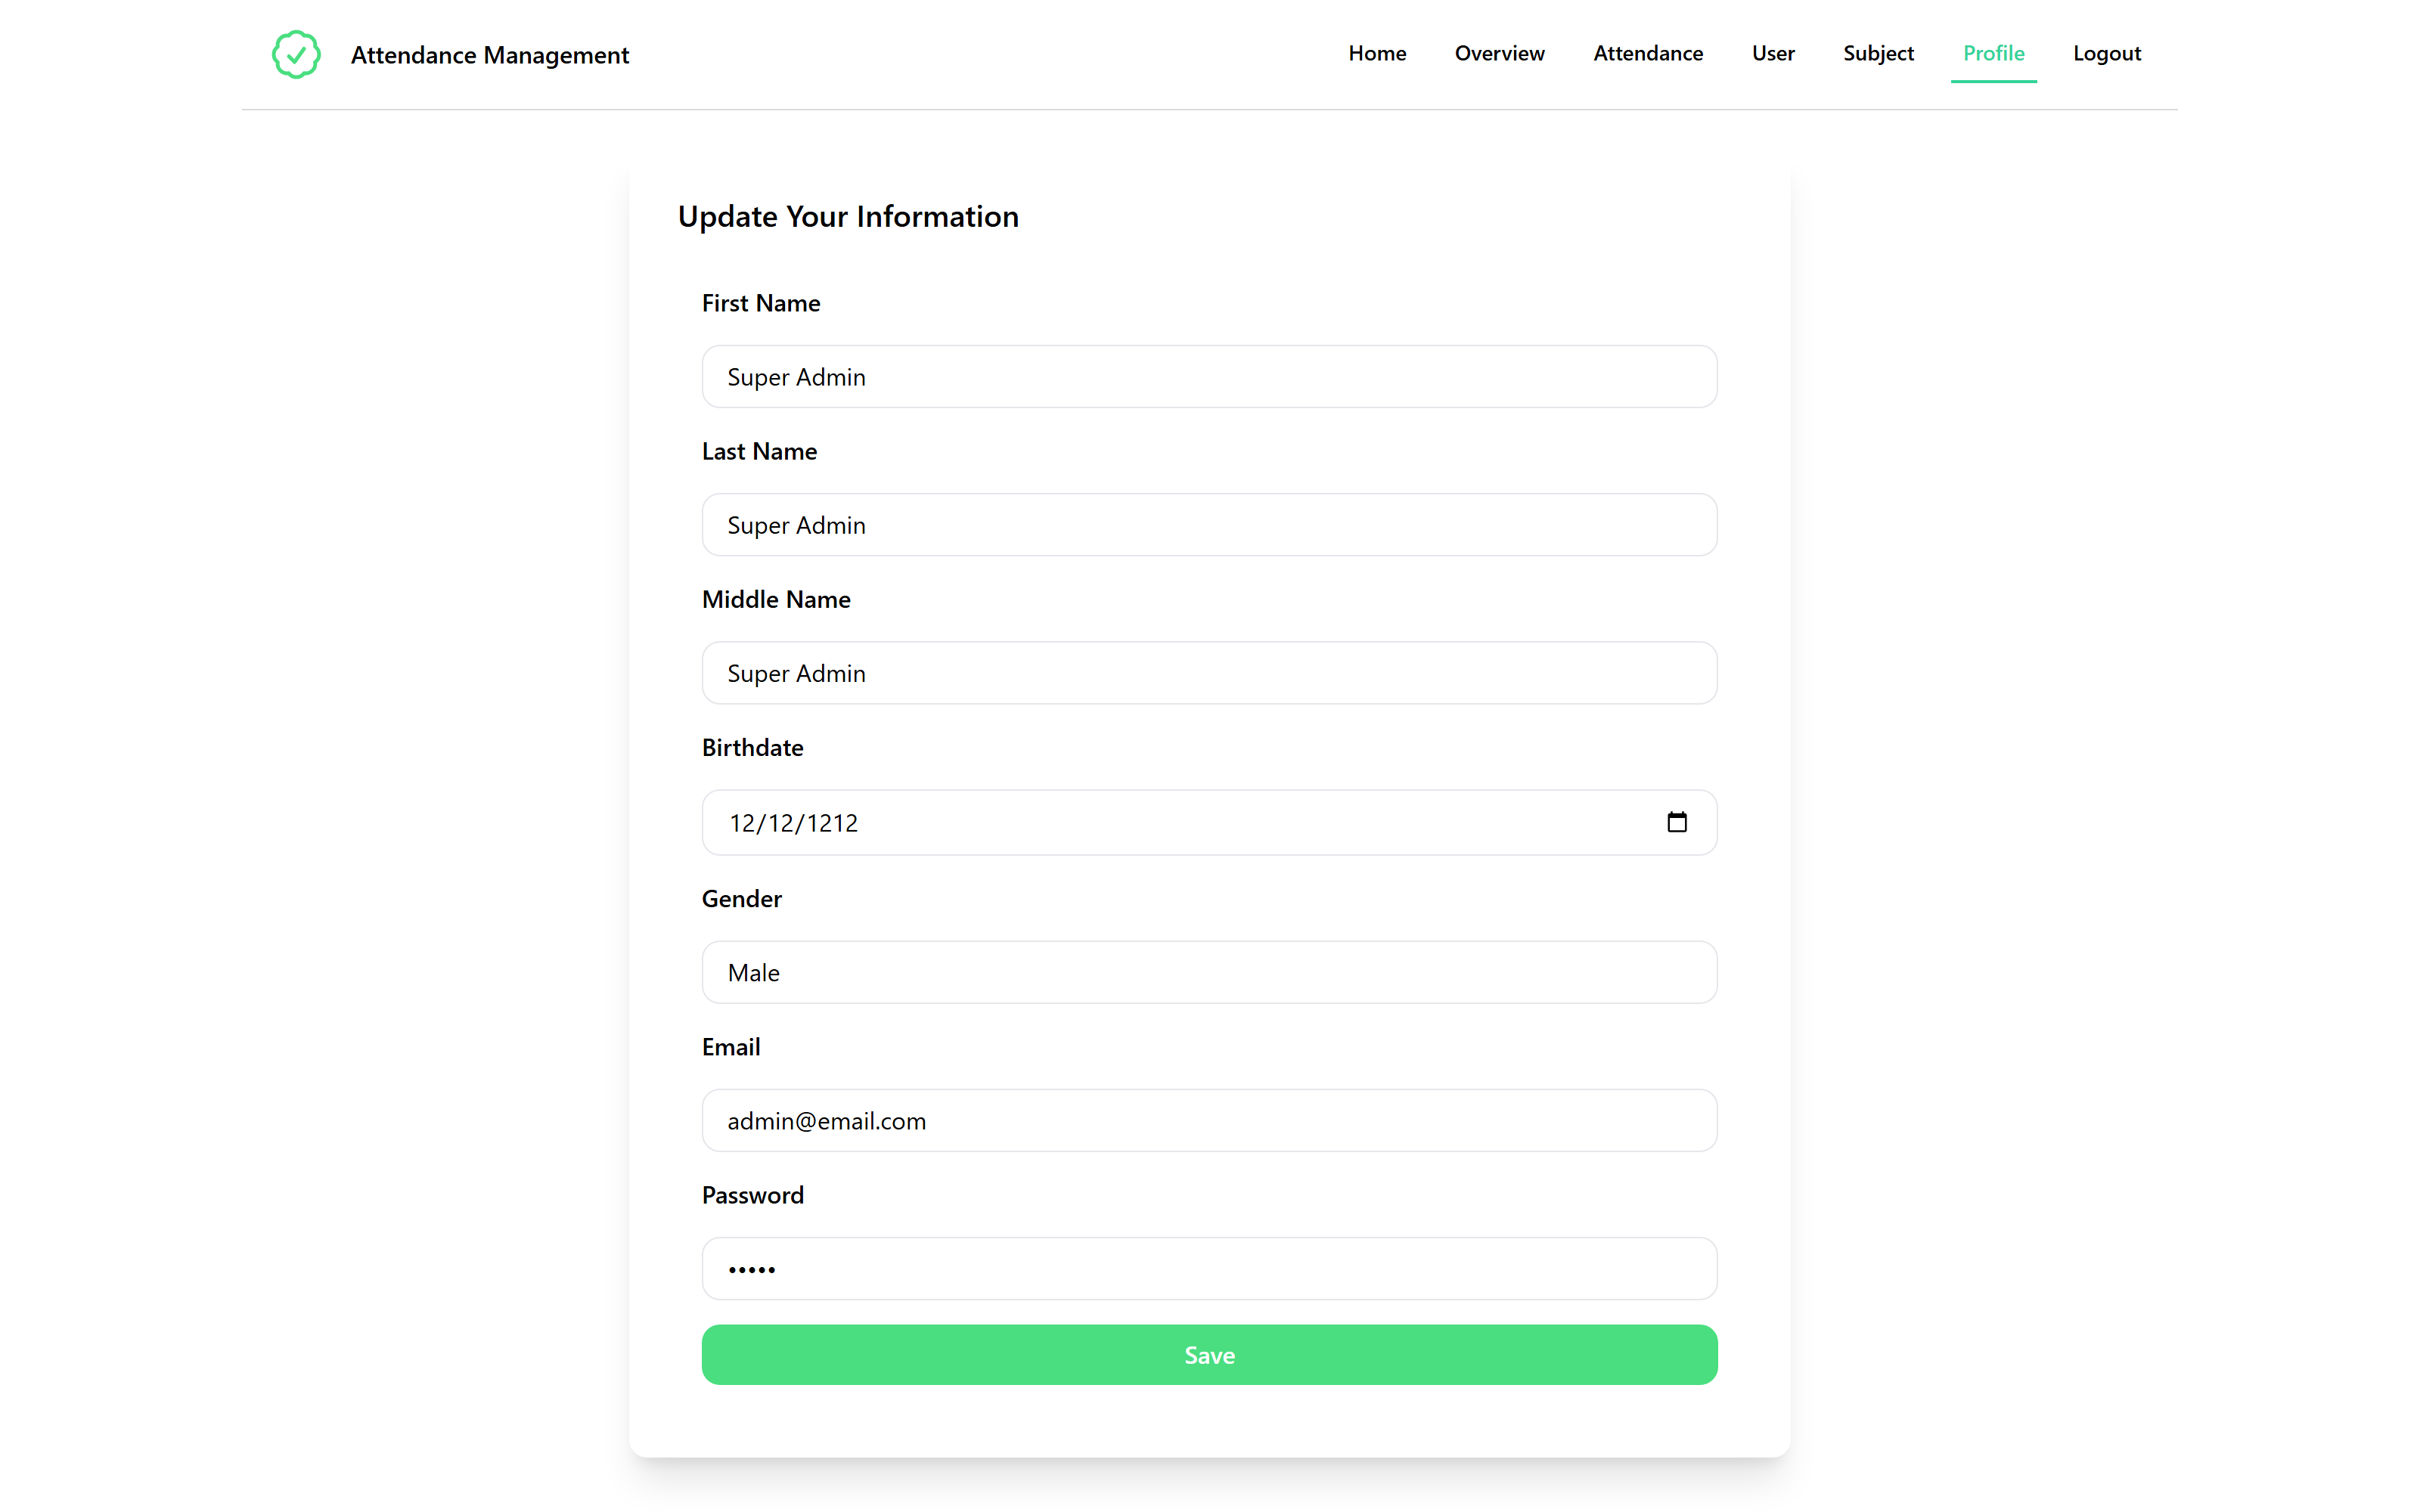 Attendance Management
Home Overview Attendance User Subject Profile Logout
Update Your Information
First Name
Super Admin
Last Name
Super Admin
Middle Name
Super Admin
Birthdate
12/12/1212
Gender
Male
Email
admin@email.com
Password
•••••
Save